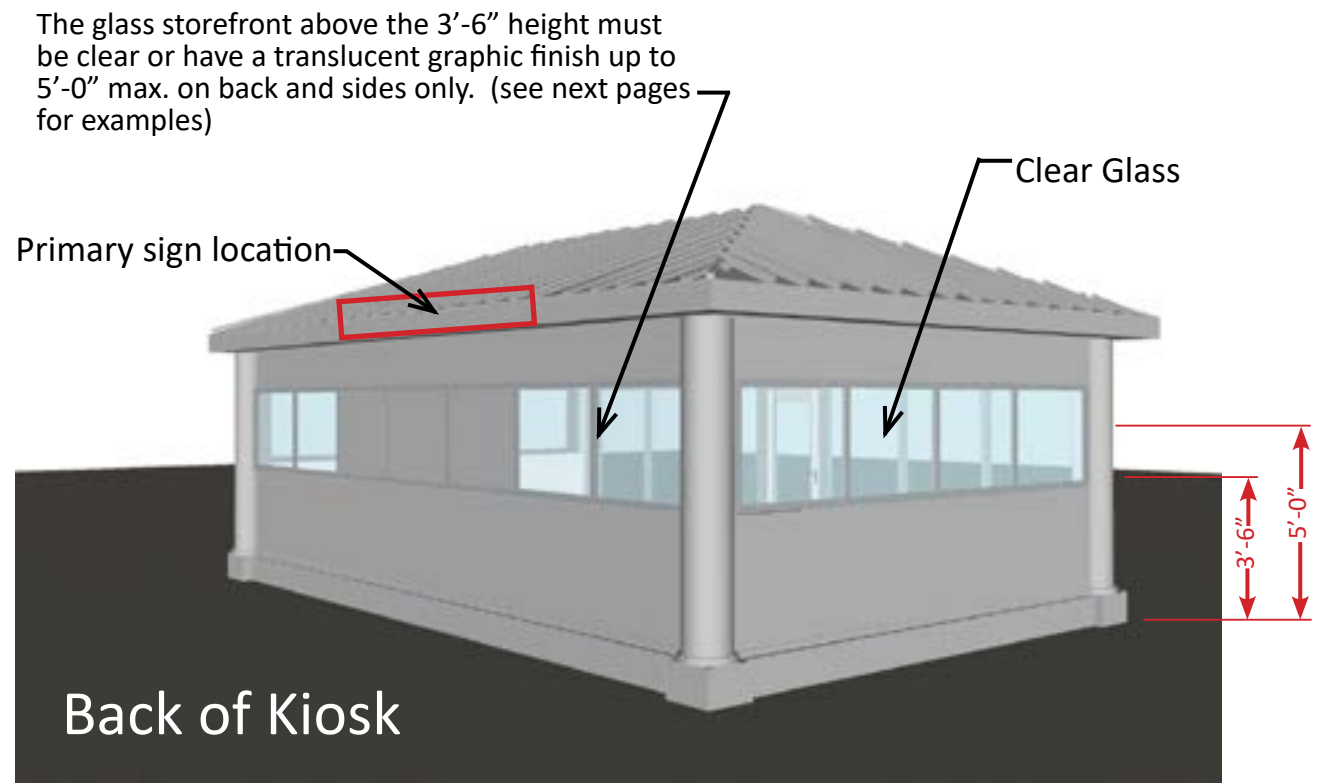 The glass storefront above the 3’-6” height must
be clear or have a translucent graphic finish up to
5’-0” max. on back and sides only.  (see next pages
for examples)
Clear Glass
Primary sign location
3’-6”
5’-0”
Back of Kiosk